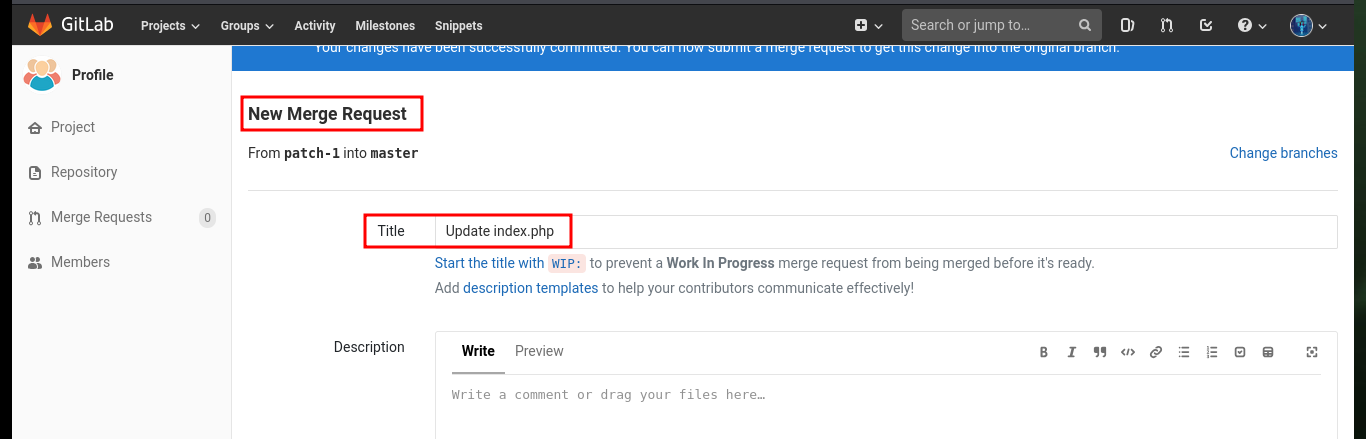 GitLab Projects Groups Activity Milestones Snippets Search or jump to...
Your changes have been successfully committed. You can now submit a merge request to get this change into the original branch.
Profile
Project
Repository
Merge Requests 0
Members
New Merge Request
From patch-1 into master Change branches
Title Update index.php
Start the title with WIP: to prevent a Work In Progress merge request from being merged before it's ready.
Add description templates to help your contributors communicate effectively!
Description Write Preview
Write a comment or drag your files here…